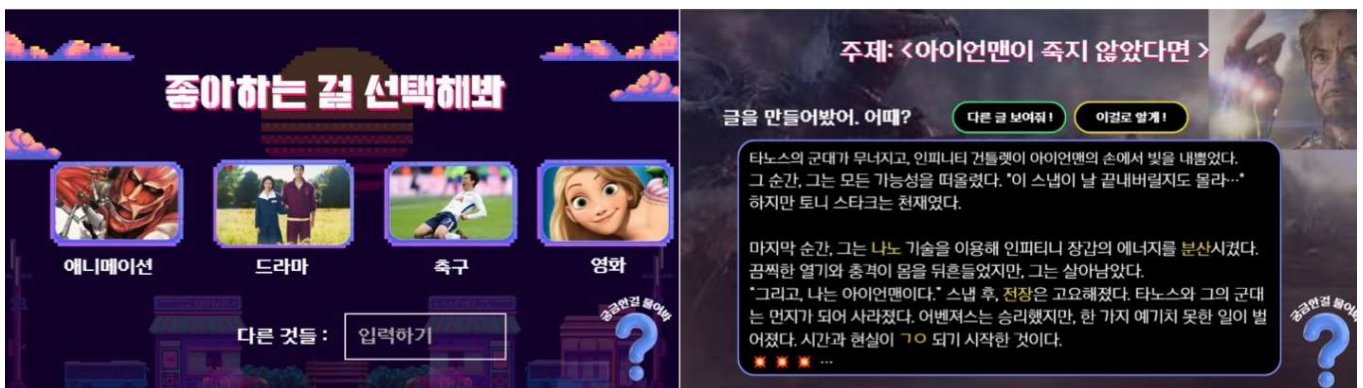 좋아하는 걸 선택해봐
애니메이션
드라마
축구
영화
다른 것들 :
입력하기
궁금한걸 물어봐
주제: <아이언맨이 죽지 않았다면 >
글을 만들어봤어. 어때?
다른 글 보여줘 !
이걸로 할게 !
타노스의 군대가 무너지고, 인피니티 건틀렛이 아이언맨의 손에서 빛을 내뿜었다.
그 순간, 그는 모든 가능성을 떠올렸다. "이 스냅이 날 끝내버릴지도 몰라…"
하지만 토니 스타크는 천재였다.
마지막 순간, 그는 나노 기술을 이용해 인피티니 장갑의 에너지를 분산시켰다.
끔찍한 열기와 충격이 몸을 뒤흔들었지만, 그는 살아남았다.
"그리고, 나는 아이언맨이다." 스냅 후, 전장은 고요해졌다. 타노스와 그의 군대
는 먼지가 되어 사라졌다. 어벤져스는 승리했지만, 한 가지 예기치 못한 일이 벌
어졌다. 시간과 현실이 ㄱㅇ 되기 시작한 것이다.
💥 💥 💥 …
궁금한걸 물어봐